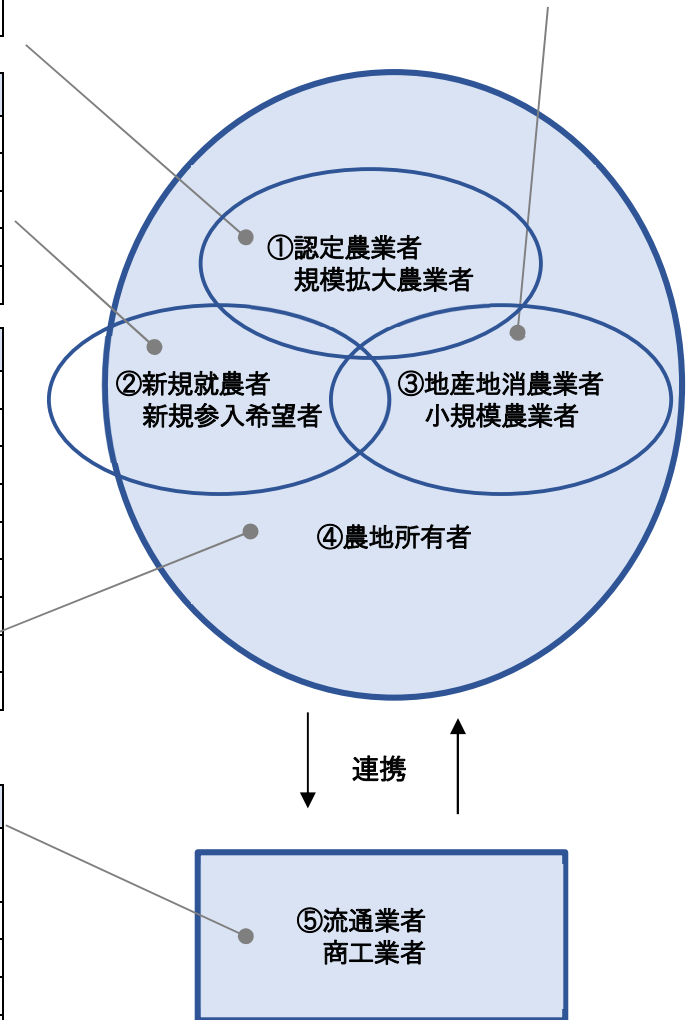 ①認定農業者
規模拡大農業者
②新規就農者
新規参入希望者
③地産地消農業者
小規模農業者
④農地所有者
連携
⑤流通業者
商工業者